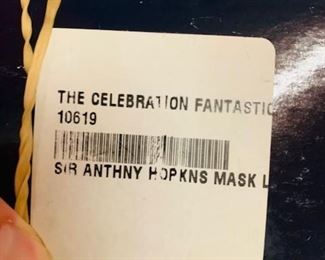 THE CELEBRATION FANTASTIC
10619
SIR ANTHNY HOPKNS MASK L